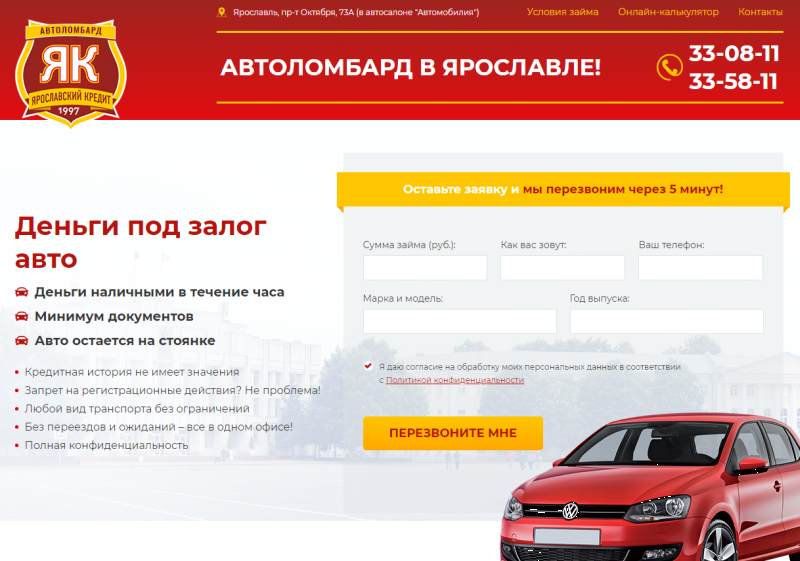 АВТОЛОМБАРД
ЯК
ЯРОСЛАВСКИЙ КРЕДИТ
1997
Ярославль, пр-т Октября, 73А (в автосалоне "Автомобилия")
Условия займа
Онлайн-калькулятор
Контакты
АВТОЛОМБАРД В ЯРОСЛАВЛЕ!
33-08-11
33-58-11
Деньги под залог
авто
Деньги наличными в течение часа
Минимум документов
Авто остается на стоянке
Кредитная история не имеет значения
Запрет на регистрационные действия? Не проблема!
Любой вид транспорта без ограничений
Без переездов и ожиданий – все в одном офисе!
Полная конфиденциальность
Оставьте заявку и мы перезвоним через 5 минут!
Сумма займа (руб.):
Как вас зовут:
Ваш телефон:
Марка и модель:
Год выпуска:
Я даю согласие на обработку моих персональных данных в соответствии
с Политикой конфиденциальности
ПЕРЕЗВОНИТЕ МНЕ